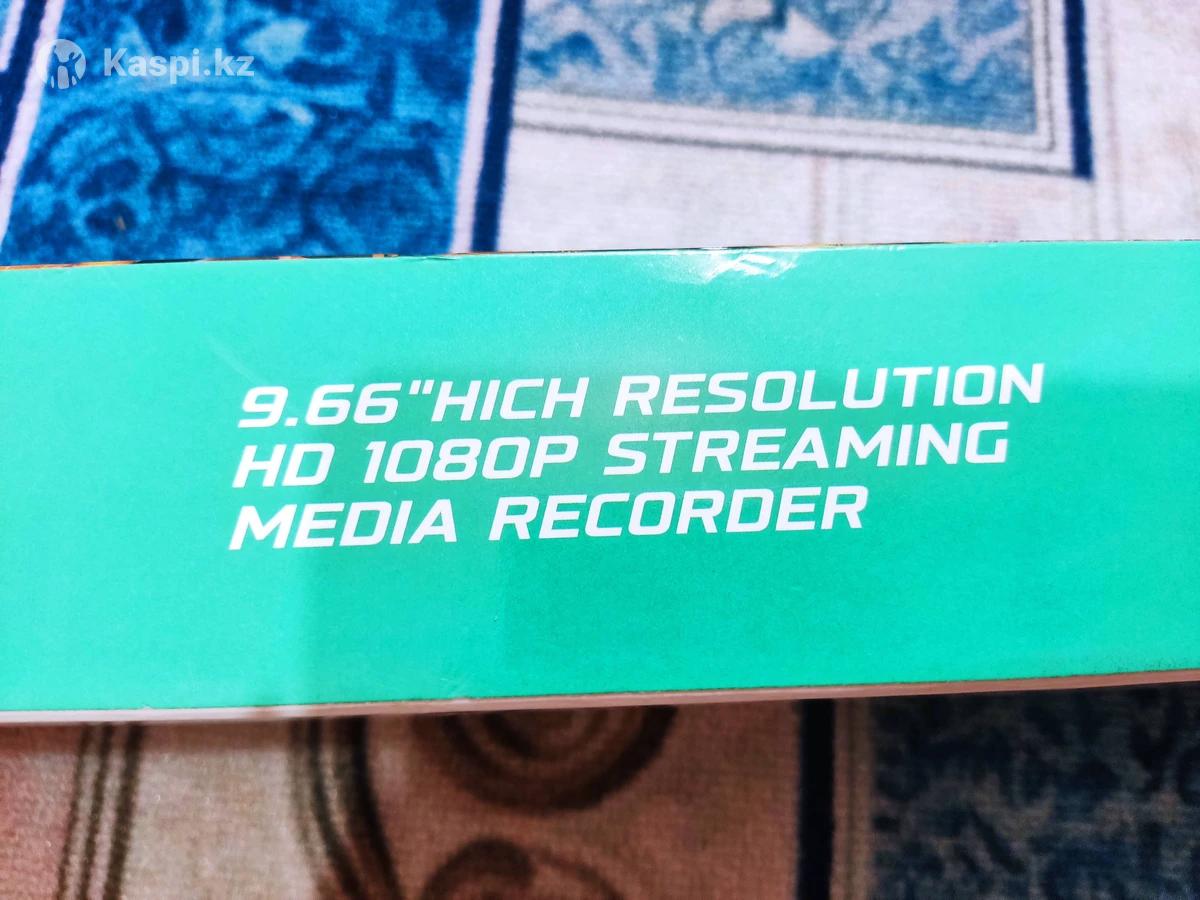 Kaspi.kz
9.66"HICH RESOLUTION
HD 1080P STREAMING
MEDIA RECORDER